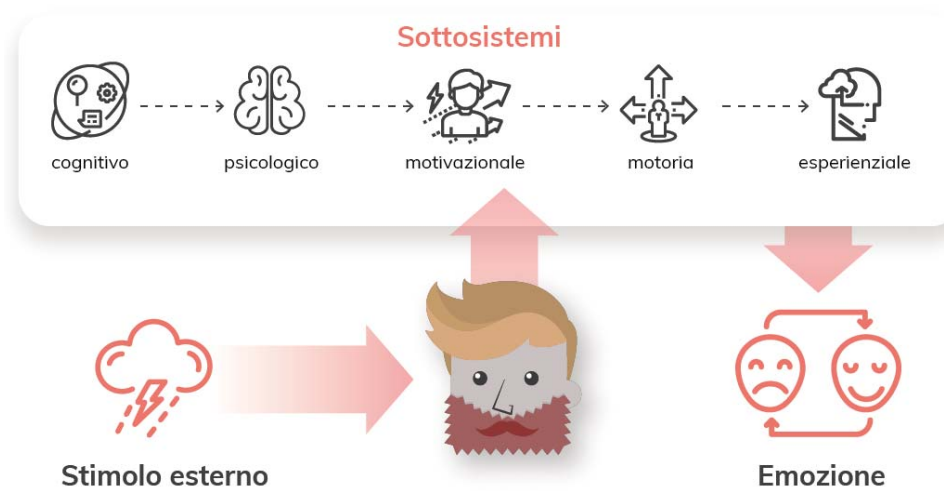 Sottosistemi
cognitivo
psicologico
motivazionale
motoria
esperienziale
Stimolo esterno
Emozione